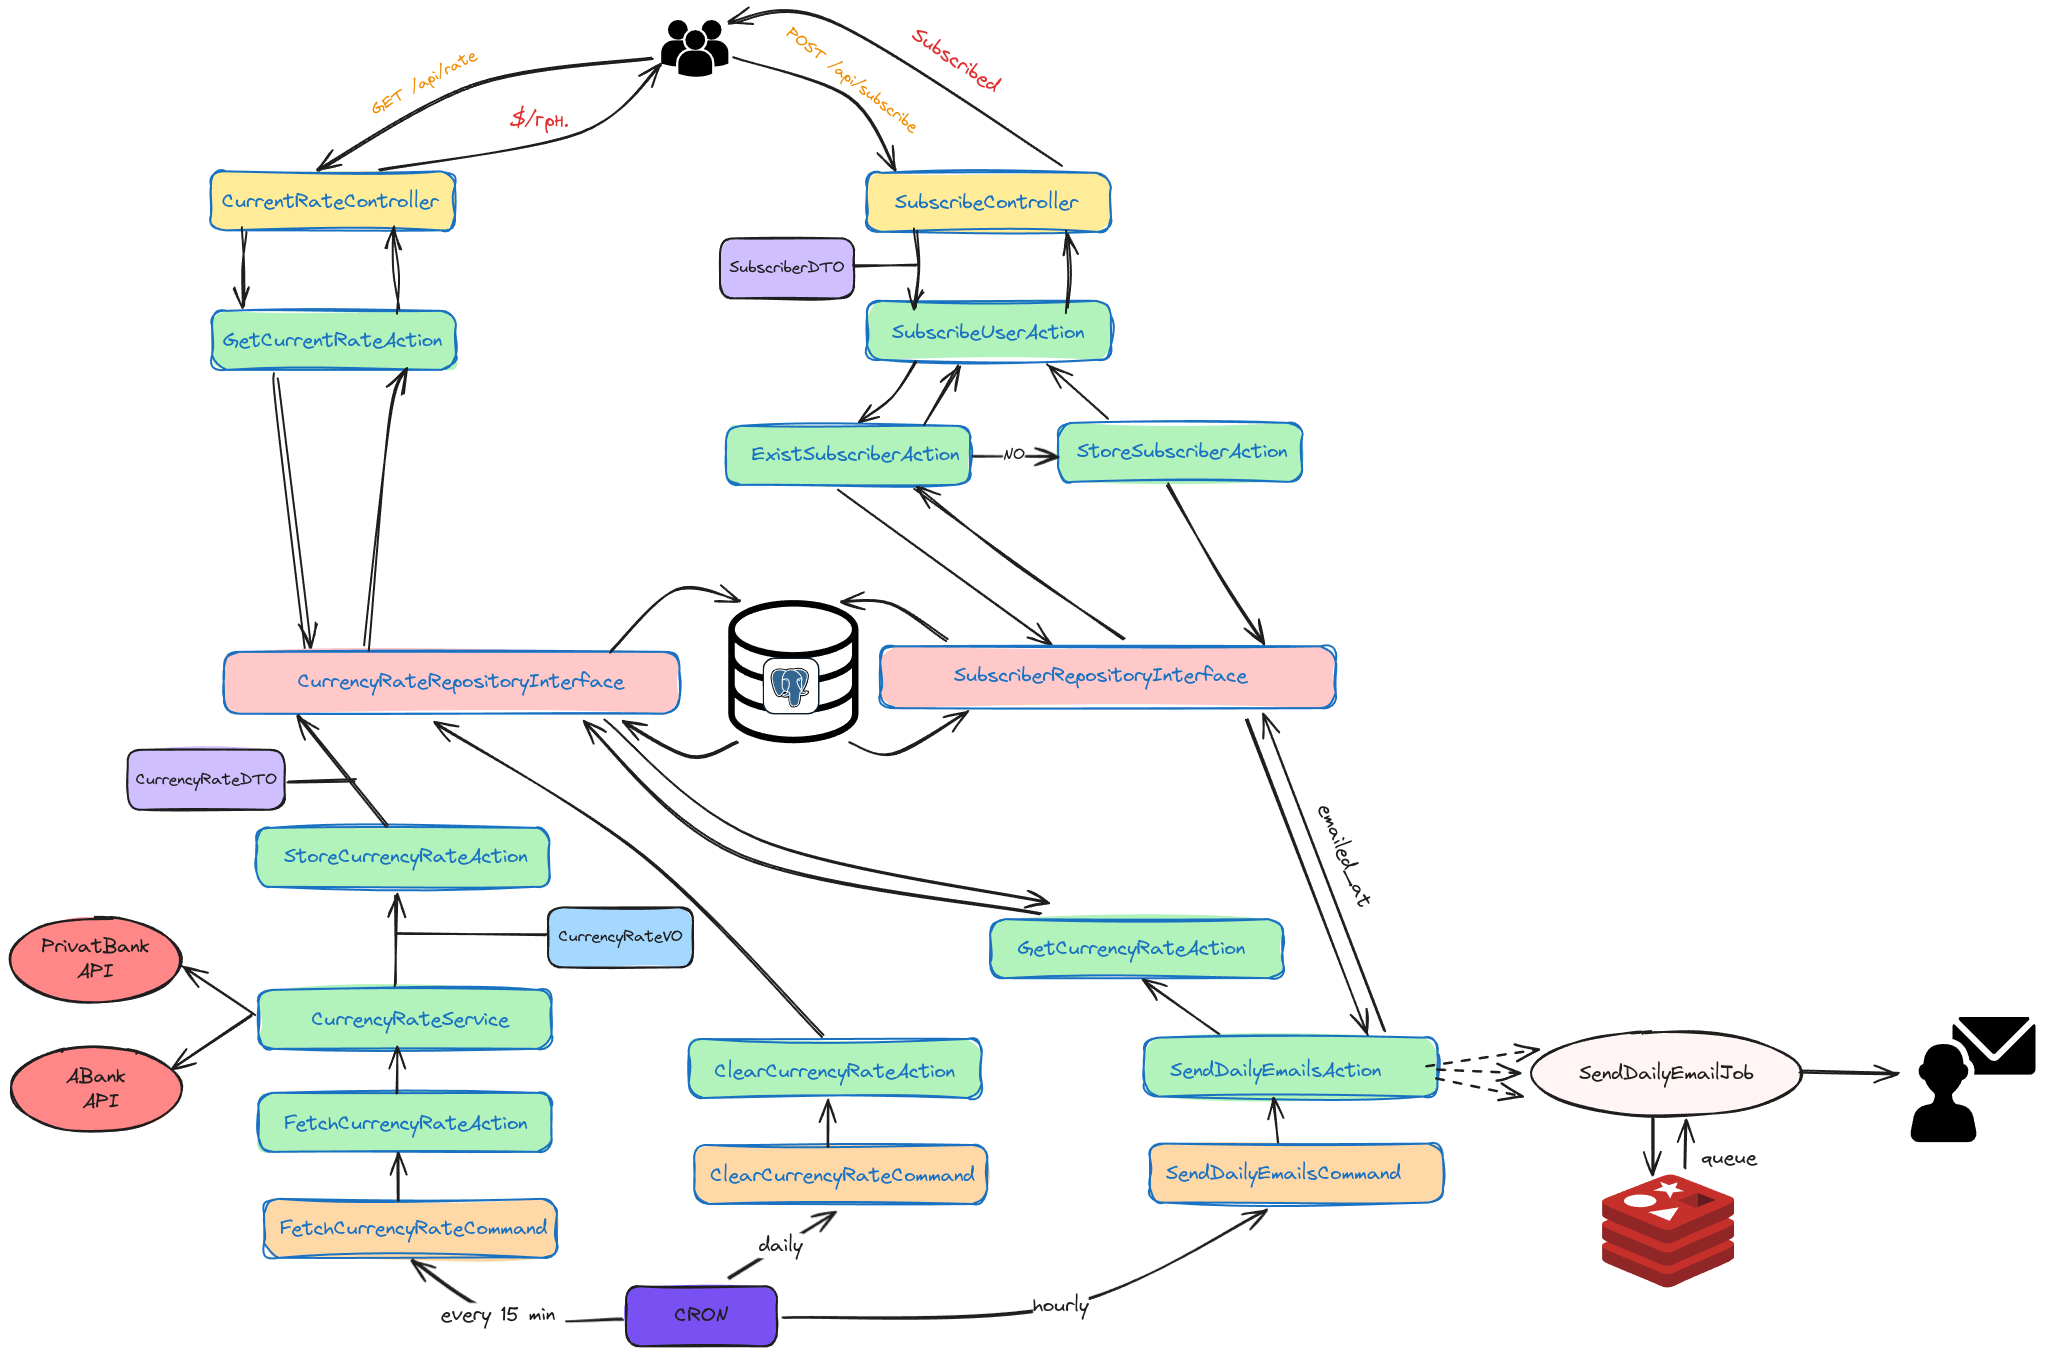 GET /api/rate
$/грн.
POST /api/subscribe
Subscribed
CurrentRateController
SubscribeController
SubscriberDTO
GetCurrentRateAction
SubscribeUserAction
ExistSubscriberAction
NO
StoreSubscriberAction
CurrencyRateRepositoryInterface
SubscriberRepositoryInterface
CurrencyRateDTO
emailed_at
StoreCurrencyRateAction
CurrencyRateVO
GetCurrencyRateAction
PrivatBank
API
CurrencyRateService
ABank
API
ClearCurrencyRateAction
SendDailyEmailsAction
SendDailyEmailJob
FetchCurrencyRateAction
ClearCurrencyRateCommand
SendDailyEmailsCommand
queue
FetchCurrencyRateCommand
daily
every 15 min
CRON
hourly